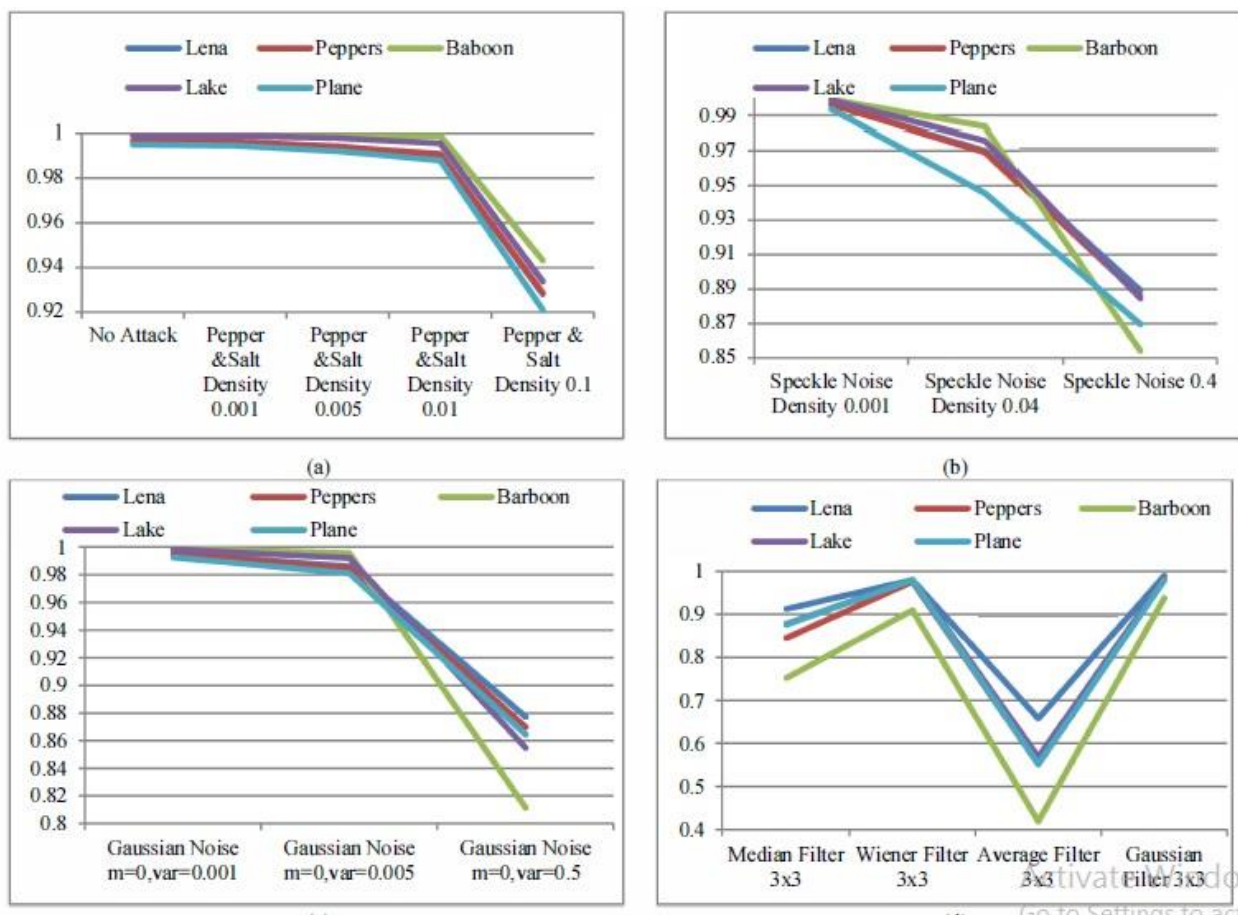 Lena Peppers Baboon
Lake Plane
1
0.98
0.96
0.94
0.92
No Attack Pepper Pepper Pepper Pepper &
&Salt &Salt &Salt Salt
Density Density Density Density 0.1
0.001 0.005 0.01
(a)
Lena Peppers Barboon
Lake Plane
0.99
0.97
0.95
0.93
0.91
0.89
0.87
0.85
Speckle Noise Speckle Noise Speckle Noise 0.4
Density 0.001 Density 0.04
(b)
Lena Peppers Barboon
Lake Plane
1
0.98
0.96
0.94
0.92
0.9
0.88
0.86
0.84
0.82
0.8
Gaussian Noise Gaussian Noise Gaussian Noise
m=0,var=0.001 m=0,var=0.005 m=0,var=0.5
Lena Peppers Barboon
Lake Plane
1
0.9
0.8
0.7
0.6
0.5
0.4
Median Filter Wiener Filter Average Filter Gaussian
3x3 3x3 3x3 Filter 3x3
Activate Windo